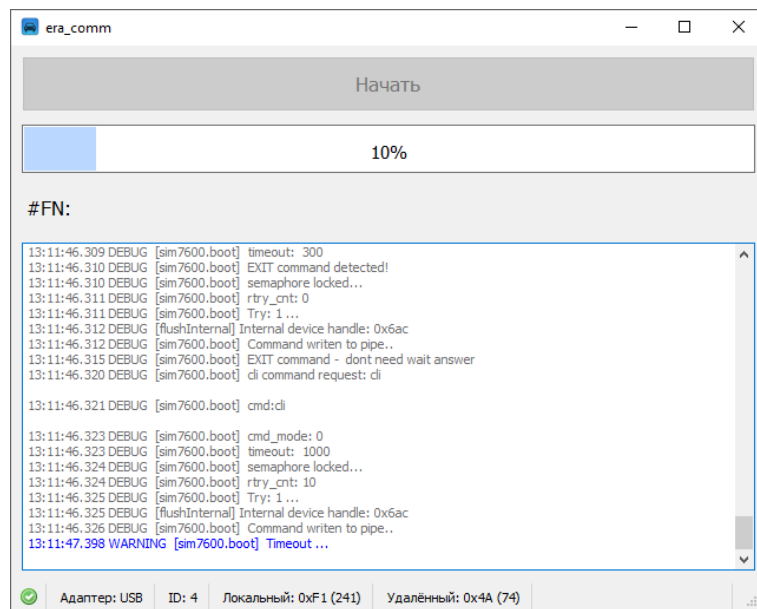 era_comm
Начать
10%
#FN:
13:11:46.309 DEBUG [sim7600.boot] timeout: 300
13:11:46.310 DEBUG [sim7600.boot] EXIT command detected!
13:11:46.310 DEBUG [sim7600.boot] semaphore locked...
13:11:46.311 DEBUG [sim7600.boot] rtry_cnt: 0
13:11:46.311 DEBUG [sim7600.boot] Try: 1 ...
13:11:46.312 DEBUG [flushInternal] Internal device handle: 0x6ac
13:11:46.312 DEBUG [sim7600.boot] Command writen to pipe..
13:11:46.315 DEBUG [sim7600.boot] EXIT command - dont need wait answer
13:11:46.320 DEBUG [sim7600.boot] cli command request: cli
13:11:46.321 DEBUG [sim7600.boot] cmd:cli
13:11:46.323 DEBUG [sim7600.boot] cmd_mode: 0
13:11:46.323 DEBUG [sim7600.boot] timeout: 1000
13:11:46.324 DEBUG [sim7600.boot] semaphore locked...
13:11:46.324 DEBUG [sim7600.boot] rtry_cnt: 10
13:11:46.325 DEBUG [sim7600.boot] Try: 1 ...
13:11:46.325 DEBUG [flushInternal] Internal device handle: 0x6ac
13:11:46.326 DEBUG [sim7600.boot] Command writen to pipe..
13:11:47.398 WARNING [sim7600.boot] Timeout ...
Адаптер: USB ID: 4 Локальный: 0xF1 (241) Удалённый: 0x4A (74)